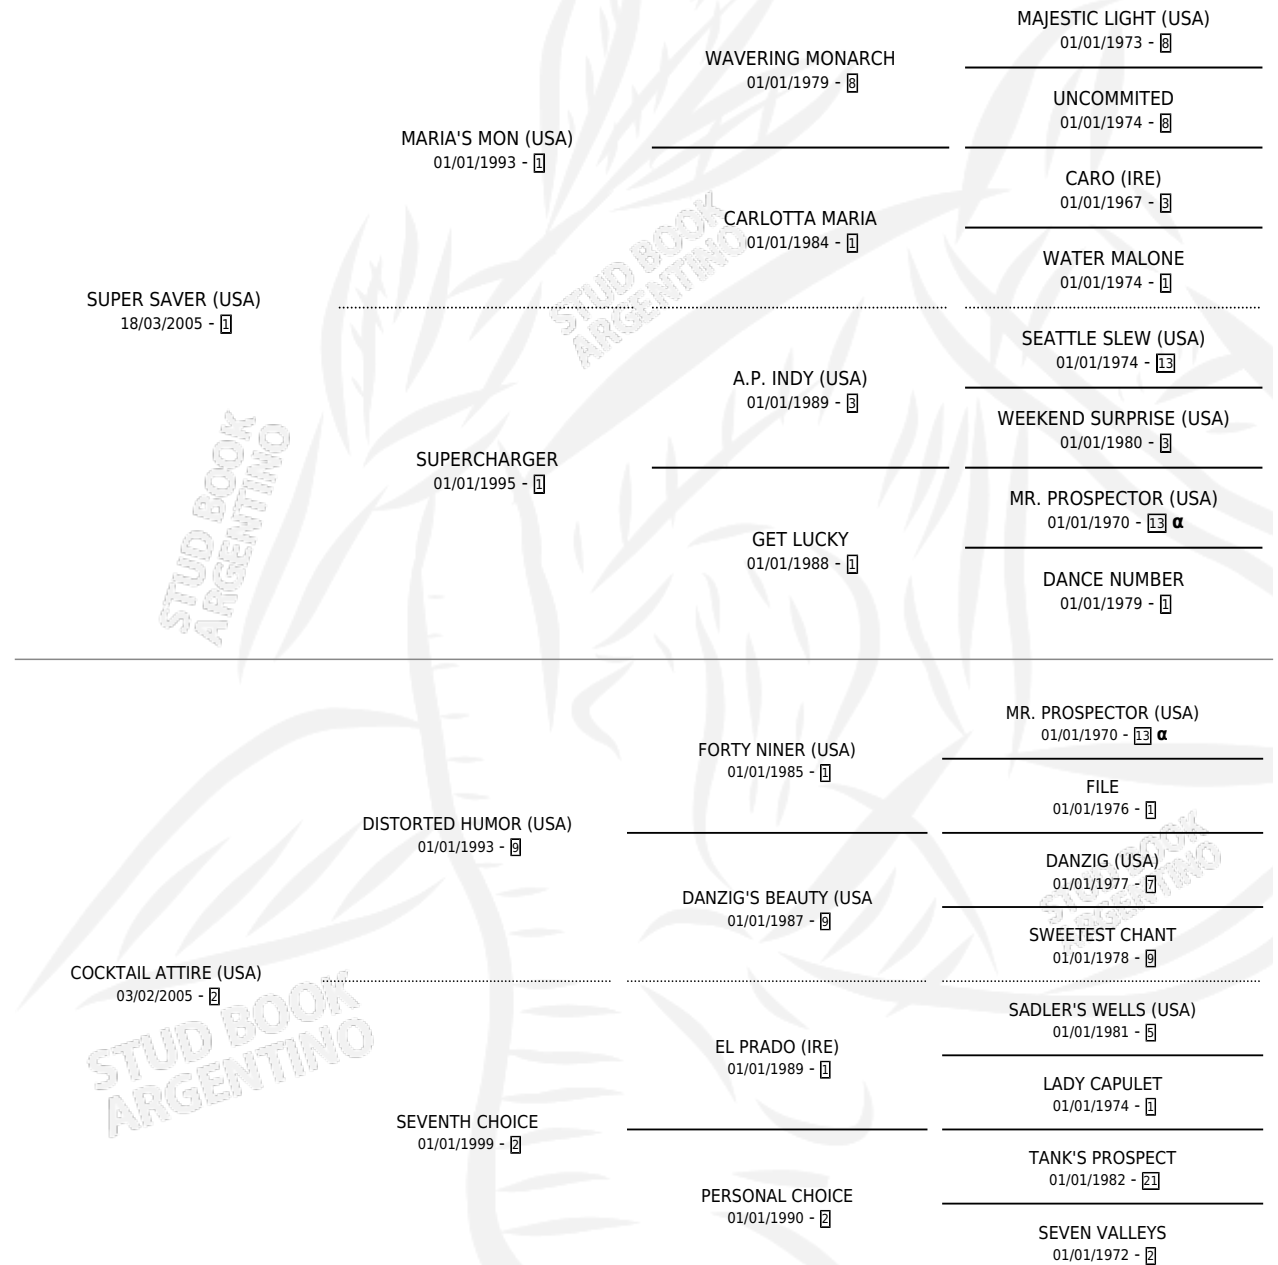 MAJESTIC LIGHT (USA)
01/01/1973 - 8
WAVERING MONARCH
01/01/1979 - 8
UNCOMMITED
01/01/1974 - 8
MARIA'S MON (USA)
01/01/1993 - 1
CARO (IRE)
01/01/1967 - 3
CARLOTTA MARIA
01/01/1984 - 1
WATER MALONE
01/01/1974 - 1
SUPER SAVER (USA)
18/03/2005 - 1
SEATTLE SLEW (USA)
01/01/1974 - 13
A.P. INDY (USA)
01/01/1989 - 3
WEEKEND SURPRISE (USA)
01/01/1980 - 3
SUPERCHARGER
01/01/1995 - 1
MR. PROSPECTOR (USA)
01/01/1970 - 13 α
GET LUCKY
01/01/1988 - 1
DANCE NUMBER
01/01/1979 - 1
MR. PROSPECTOR (USA)
01/01/1970 - 13 α
FORTY NINER (USA)
01/01/1985 - 1
FILE
01/01/1976 - 1
DISTORTED HUMOR (USA)
01/01/1993 - 9
DANZIG (USA)
01/01/1977 - 7
DANZIG'S BEAUTY (USA
01/01/1987 - 9
SWEETEST CHANT
01/01/1978 - 9
COCKTAIL ATTIRE (USA)
03/02/2005 - 2
SADLER'S WELLS (USA)
01/01/1981 - 5
EL PRADO (IRE)
01/01/1989 - 1
LADY CAPULET
01/01/1974 - 1
SEVENTH CHOICE
01/01/1999 - 2
TANK'S PROSPECT
01/01/1982 - 21
PERSONAL CHOICE
01/01/1990 - 2
SEVEN VALLEYS
01/01/1972 - 2
STUD BOOK
ARGENTINO
STUD BOOK
ARGENTINO
STUD BOOK
ARGENTINO
STUD BOOK
ARGENTINO